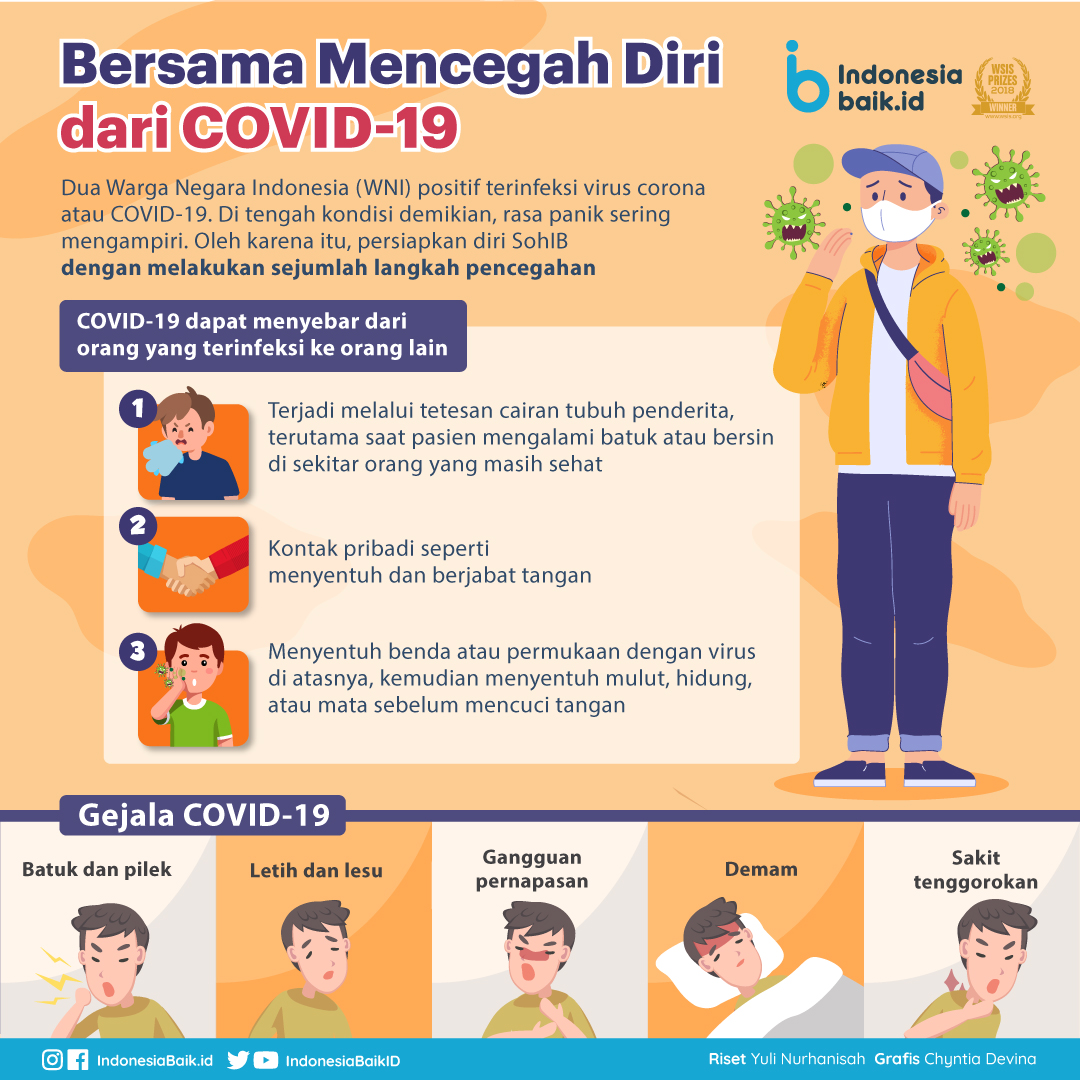 Bersama Mencegah Diri
dari COVID-19
Indonesia
baik.id
WSIS
PRIZES
2018
WINNER
Dua Warga Negara Indonesia (WNI) positif terinfeksi virus corona
atau COVID-19. Di tengah kondisi demikian, rasa panik sering
mengampiri. Oleh karena itu, persiapkan diri SohIB
dengan melakukan sejumlah langkah pencegahan
COVID-19 dapat menyebar dari
orang yang terinfeksi ke orang lain
1
Terjadi melalui tetesan cairan tubuh penderita,
terutama saat pasien mengalami batuk atau bersin
di sekitar orang yang masih sehat
2
Kontak pribadi seperti
menyentuh dan berjabat tangan
3
Menyentuh benda atau permukaan dengan virus
di atasnya, kemudian menyentuh mulut, hidung,
atau mata sebelum mencuci tangan
Gejala COVID-19
Batuk dan pilek
Letih dan lesu
Gangguan
pernapasan
Demam
Sakit
tenggorokan
IndonesiaBaik.id
IndonesiaBaikID
Riset Yuli Nurhanisah Grafis Chyntia Devina